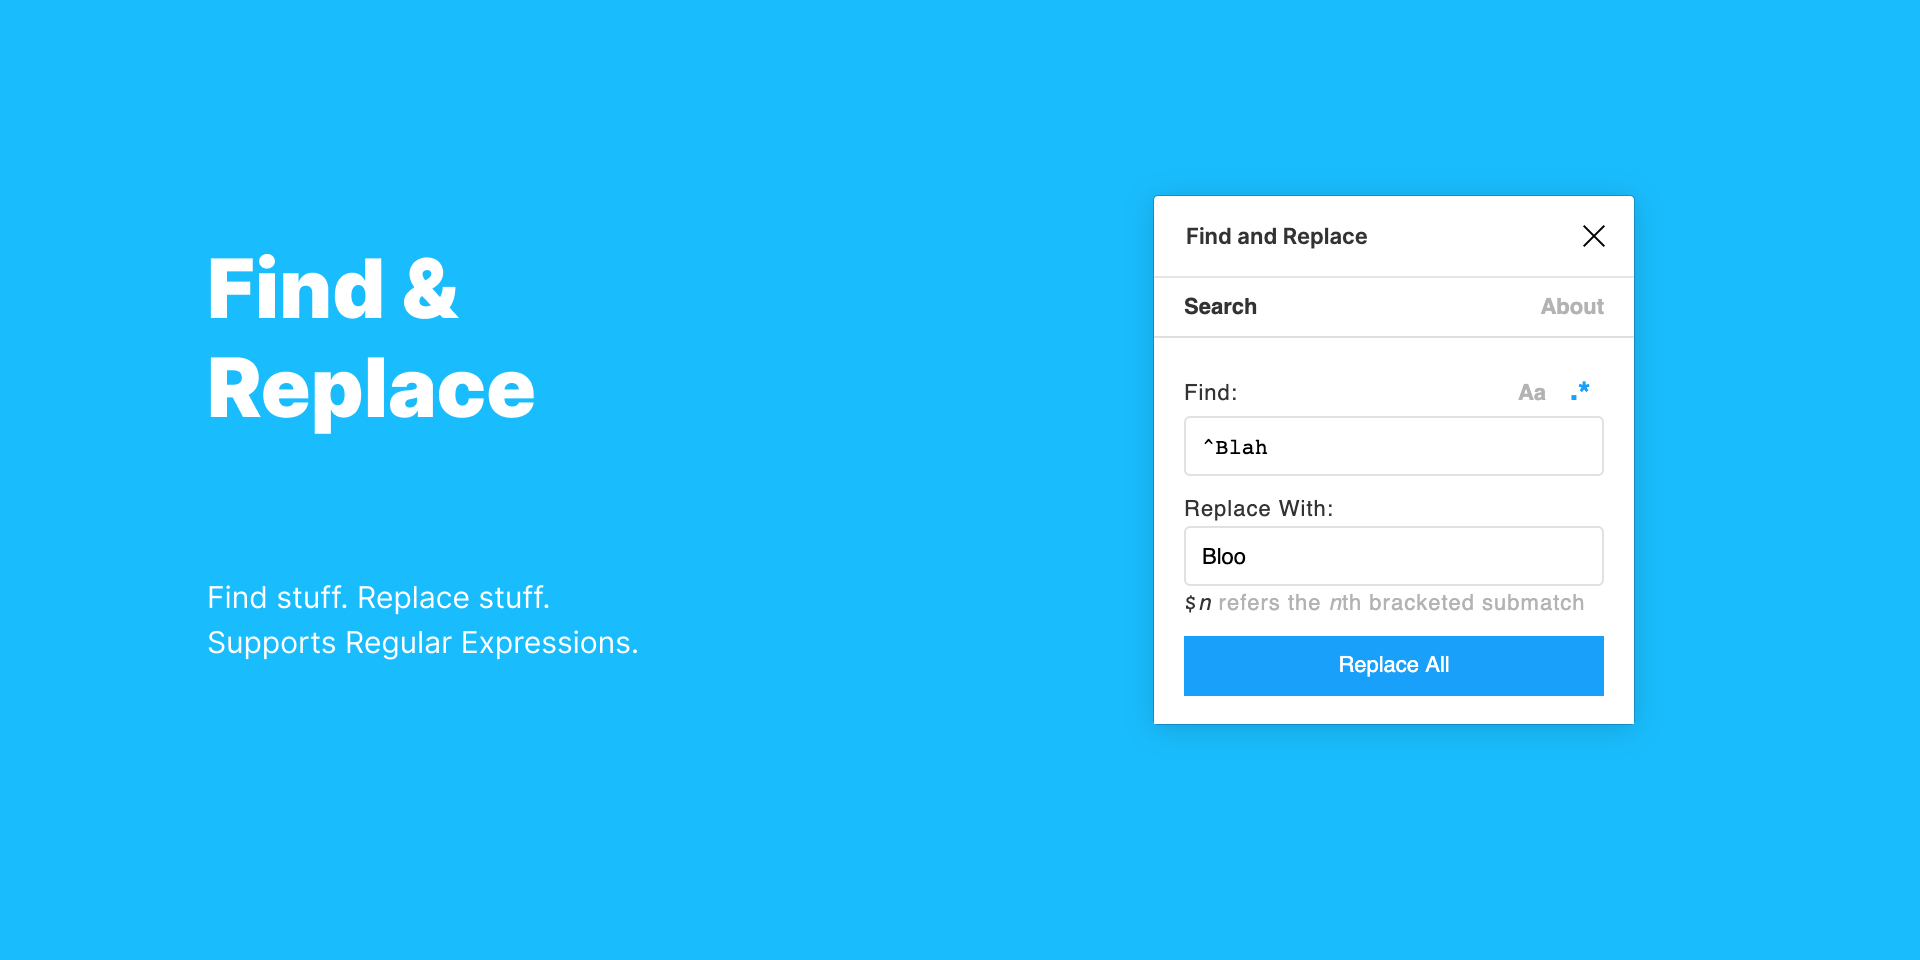 Find &
Replace
Find stuff. Replace stuff.
Supports Regular Expressions.
Find and Replace
Search About
Find: Aa .*
^Blah
Replace With:
Bloo
$n refers the nth bracketed submatch
Replace All